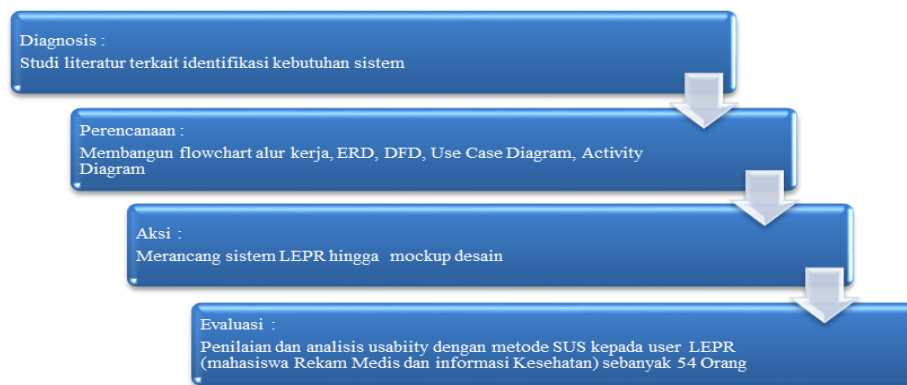 Diagnosis :
Studi literatur terkait identifikasi kebutuhan sistem
Perencanaan :
Membangun flowchart alur kerja, ERD, DFD, Use Case Diagram, Activity
Diagram
Aksi :
Merancang sistem LEPR hingga mockup desain
Evaluasi :
Penilaian dan analisis usabiity dengan metode SUS kepada user LEPR
(mahasiswa Rekam Medis dan informasi Kesehatan) sebanyak 54 Orang